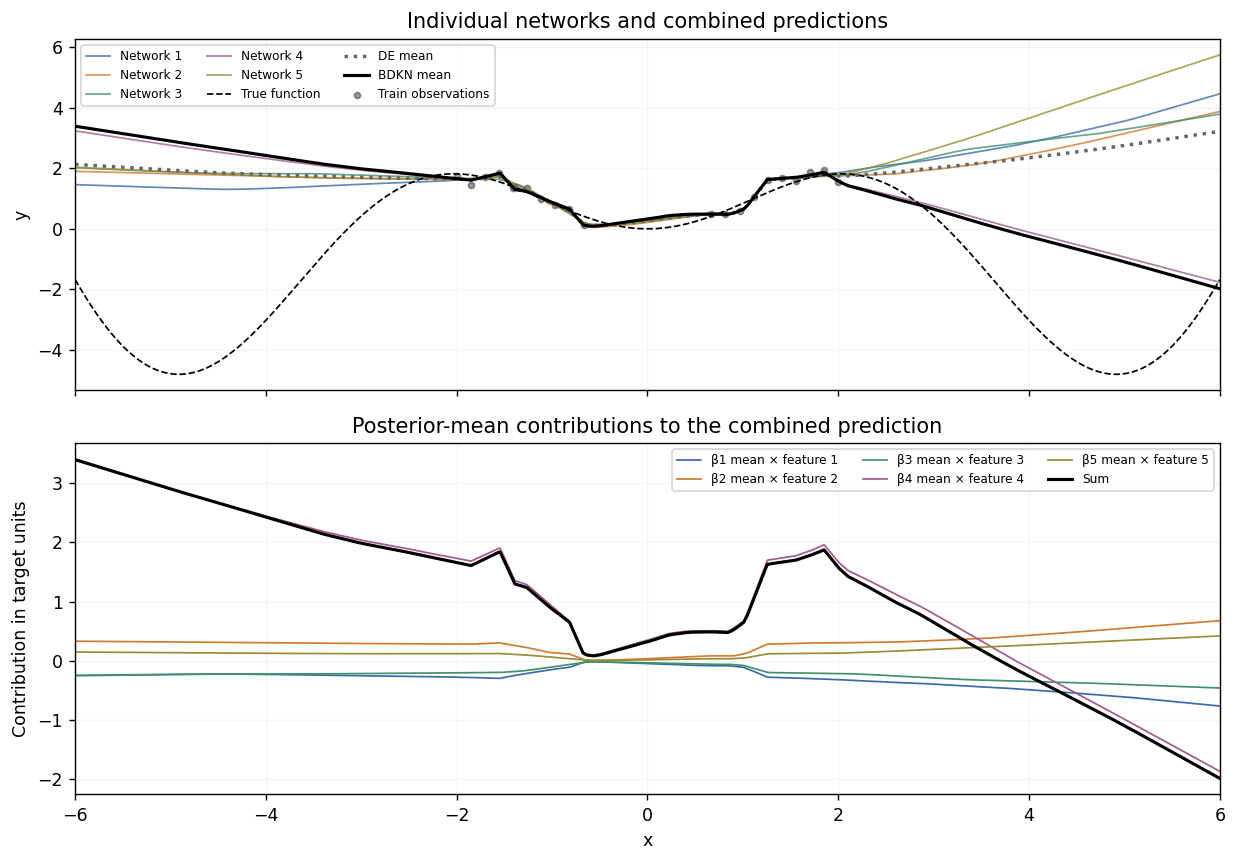 Individual networks and combined predictions
6
4
2
0
−2
−4
y
Network 1
Network 2
Network 3
Network 4
Network 5
True function
DE mean
BDKN mean
Train observations
Posterior-mean contributions to the combined prediction
3
2
1
0
−1
−2
Contribution in target units
β1 mean × feature 1
β2 mean × feature 2
β3 mean × feature 3
β4 mean × feature 4
β5 mean × feature 5
Sum
−6
−4
−2
0
2
4
6
x